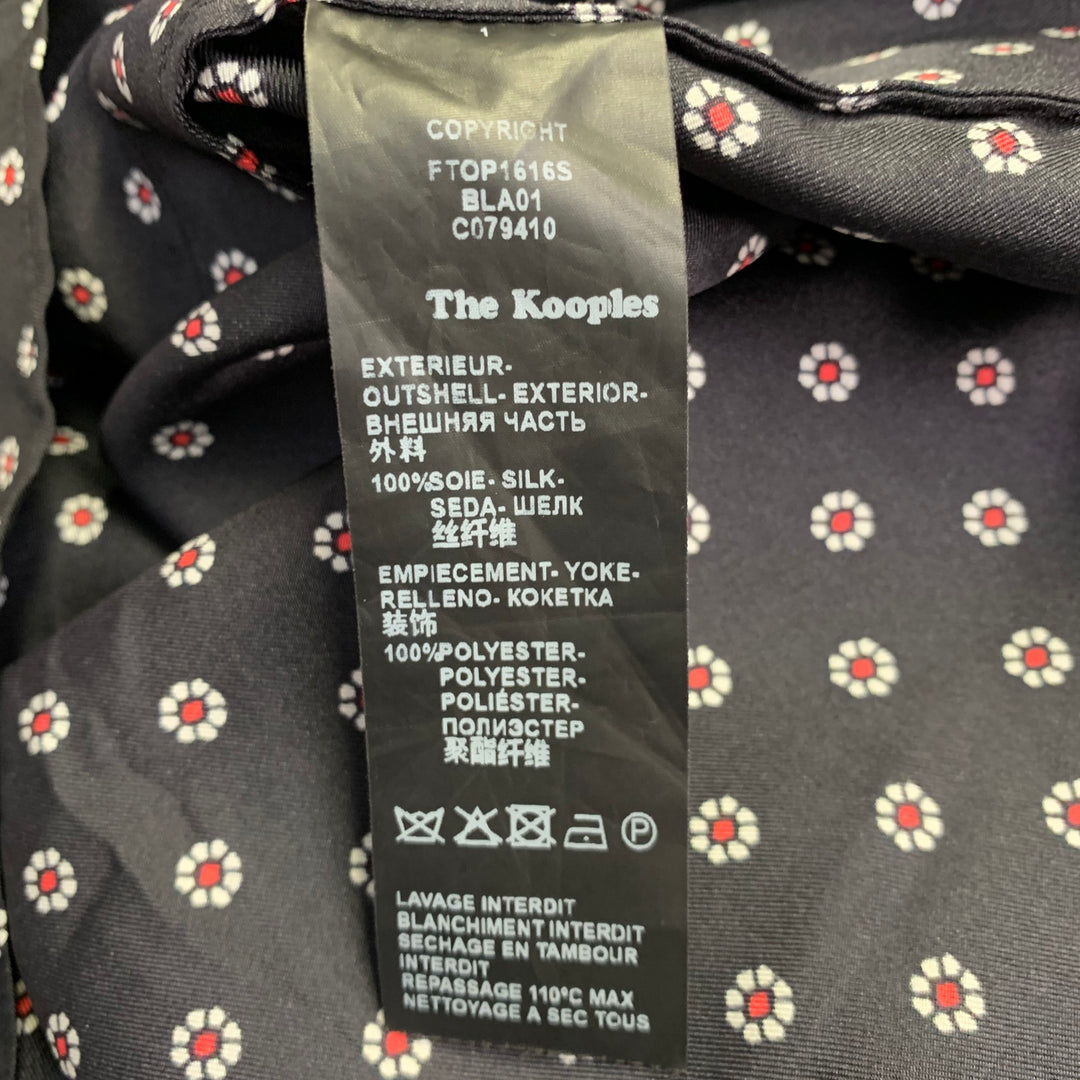 1
COPYRIGHT
FTOP1616S
BLA01
C079410
The Kooples
EXTERIEUR-
OUTSHELL- EXTERIOR-
ВНЕШНЯЯ ЧАСТЬ
外料
100%SOIE- SILK-
SEDA- ШЕЛК
丝纤维
EMPIECEMENT- YOKE-
RELLENO- KOKETKA
装饰
100%POLYESTER-
POLYESTER-
POLIÉSTER-
ПОЛИЭСТЕР
聚酯纤维
P
LAVAGE INTERDIT
BLANCHIMENT INTERDIT
SECHAGE EN TAMBOUR
INTERDIT
REPASSAGE 110°C MAX
NETTOYAGE A SEC TOUS